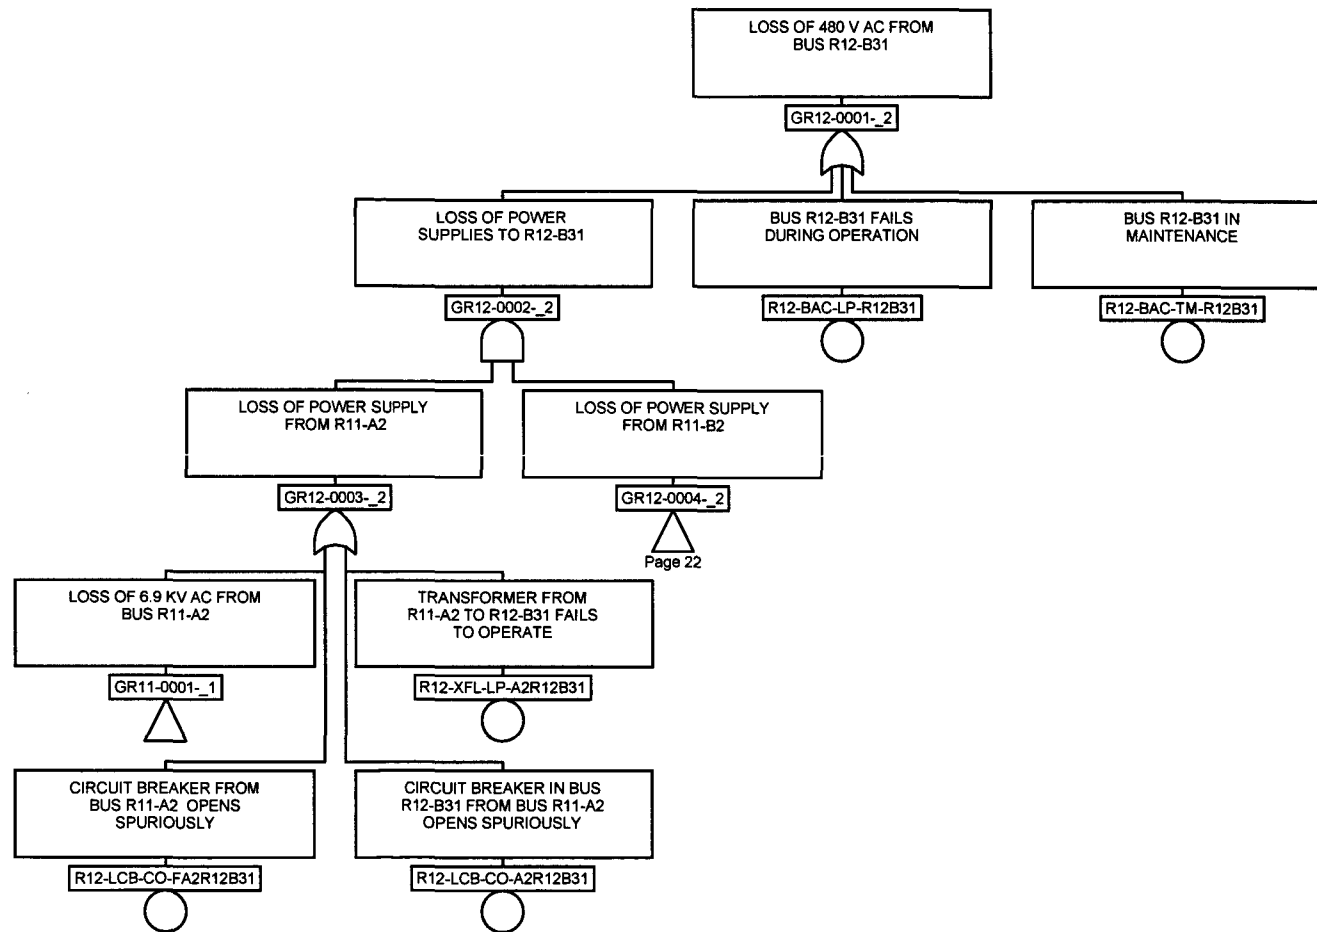 LOSS OF 480 V AC FROM
BUS R12-B31
GR12-0001-_2
LOSS OF POWER
SUPPLIES TO R12-B31
GR12-0002-_2
BUS R12-B31 FAILS
DURING OPERATION
R12-BAC-LP-R12B31
BUS R12-B31 IN
MAINTENANCE
R12-BAC-TM-R12B31
LOSS OF POWER SUPPLY
FROM R11-A2
GR12-0003-_2
LOSS OF POWER SUPPLY
FROM R11-B2
GR12-0004-_2
Page 22
LOSS OF 6.9 KV AC FROM
BUS R11-A2
GR11-0001-_1
TRANSFORMER FROM
R11-A2 TO R12-B31 FAILS
TO OPERATE
R12-XFL-LP-A2R12B31
CIRCUIT BREAKER FROM
BUS R11-A2 OPENS
SPURIOUSLY
R12-LCB-CO-FA2R12B31
CIRCUIT BREAKER IN BUS
R12-B31 FROM BUS R11-A2
OPENS SPURIOUSLY
R12-LCB-CO-A2R12B31